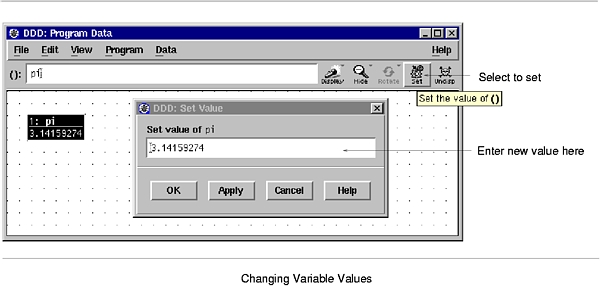 DDD: Program Data
File Edit View Program Data Help
(): pi
Display Hide Rotate Set Undisp
Select to set
Set the value of ()
DDD: Set Value
1: pi
3.14159274
Set value of pi
3.14159274
Enter new value here
OK Apply Cancel Help
Changing Variable Values